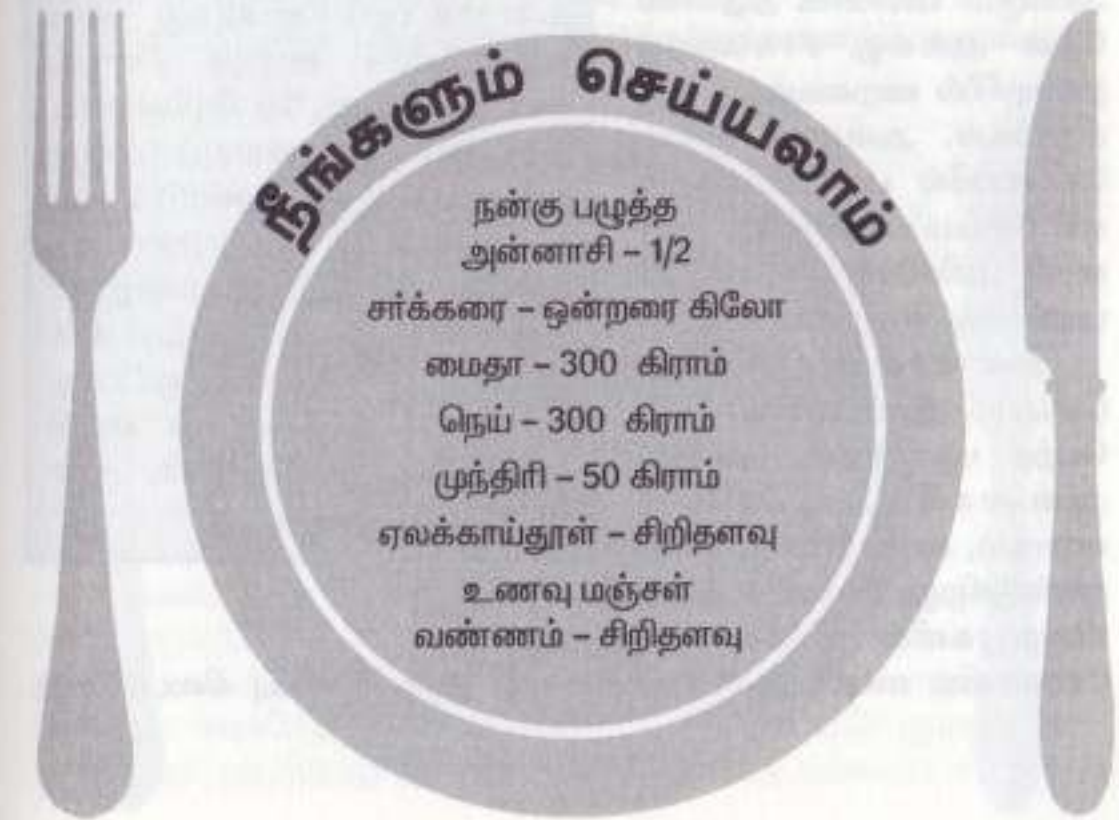 நீங்களும் செய்யலாம்
நன்கு பழுத்த
அன்னாசி – 1/2
சர்க்கரை – ஒன்றரை கிலோ
மைதா – 300 கிராம்
நெய் – 300 கிராம்
முந்திரி – 50 கிராம்
ஏலக்காய்தூள் – சிறிதளவு
உணவு மஞ்சள்
வண்ணம் – சிறிதளவு